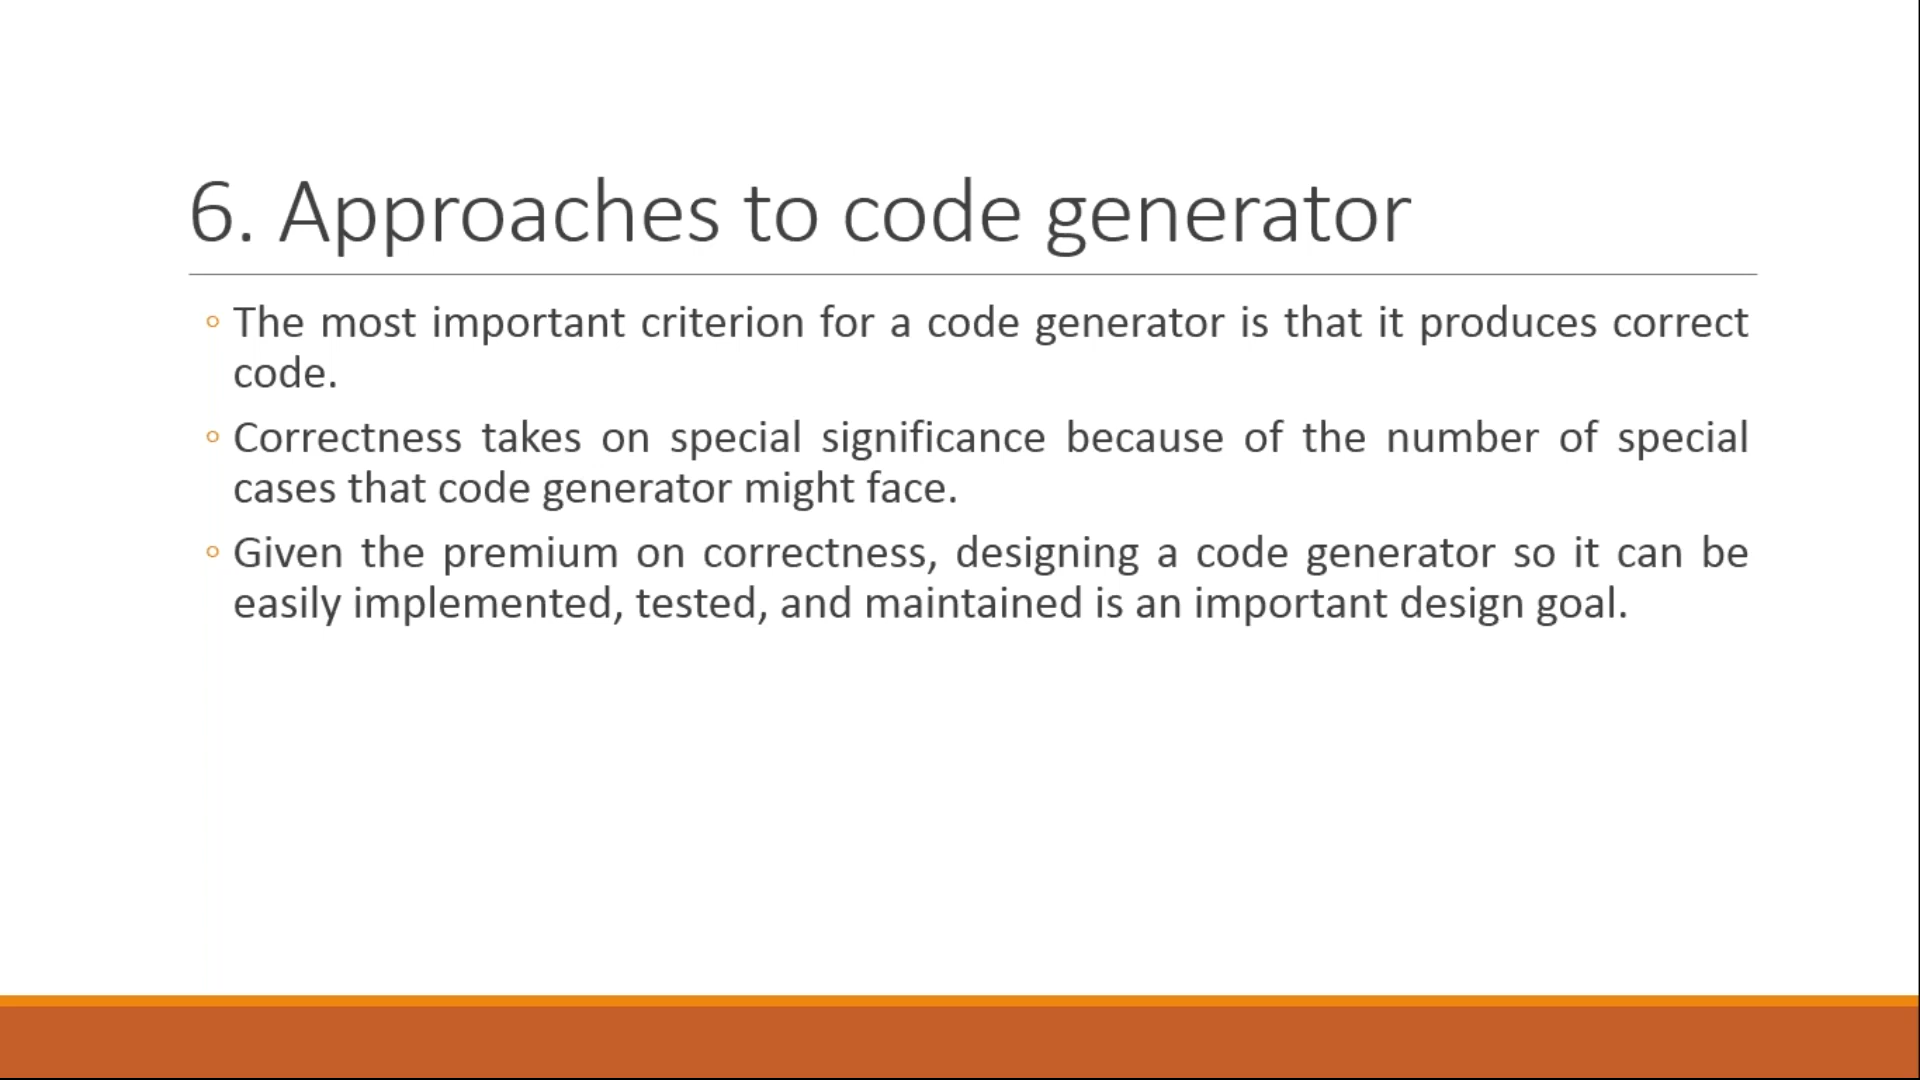 6. Approaches to code generator
◦ The most important criterion for a code generator is that it produces correct
code.
◦ Correctness takes on special significance because of the number of special
cases that code generator might face.
◦ Given the premium on correctness, designing a code generator so it can be
easily implemented, tested, and maintained is an important design goal.